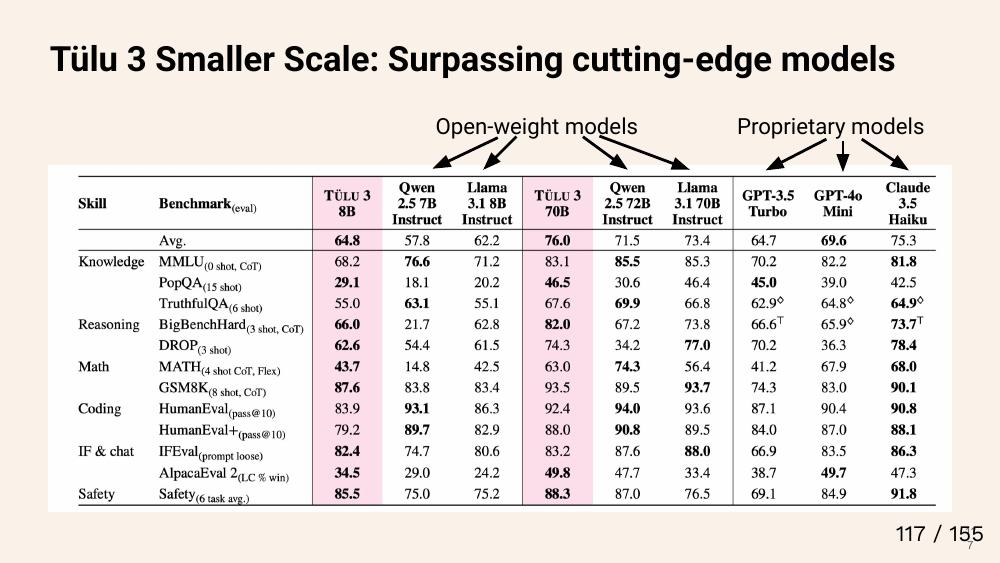 Tülu 3 Smaller Scale: Surpassing cutting-edge models
Open-weight models Proprietary models
Skill Benchmark(eval) TÜLU 3 8B Qwen 2.5 7B Instruct Llama 3.1 8B Instruct TÜLU 3 70B Qwen 2.5 72B Instruct Llama 3.1 70B Instruct GPT-3.5 Turbo GPT-4o Mini Claude 3.5 Haiku
Avg. 64.8 57.8 62.2 76.0 71.5 73.4 64.7 69.6 75.3
Knowledge MMLU(0 shot, CoT) 68.2 76.6 71.2 83.1 85.5 85.3 70.2 82.2 81.8
PopQA(15 shot) 29.1 18.1 20.2 46.5 30.6 46.4 45.0 39.0 42.5
TruthfulQA(6 shot) 55.0 63.1 55.1 67.6 69.9 66.8 62.9◊ 64.8◊ 64.9◊
Reasoning BigBenchHard(3 shot, CoT) 66.0 21.7 62.8 82.0 67.2 73.8 66.6⊤ 65.9◊ 73.7⊤
DROP(3 shot) 62.6 54.4 61.5 74.3 34.2 77.0 70.2 36.3 78.4
Math MATH(4 shot CoT, Flex) 43.7 14.8 42.5 63.0 74.3 56.4 41.2 67.9 68.0
GSM8K(8 shot, CoT) 87.6 83.8 83.4 93.5 89.5 93.7 74.3 83.0 90.1
Coding HumanEval(pass@10) 83.9 93.1 86.3 92.4 94.0 93.6 87.1 90.4 90.8
HumanEval+(pass@10) 79.2 89.7 82.9 88.0 90.8 89.5 84.0 87.0 88.1
IF & chat IFEval(prompt loose) 82.4 74.7 80.6 83.2 87.6 88.0 66.9 83.5 86.3
AlpacaEval 2(LC % win) 34.5 29.0 24.2 49.8 47.7 33.4 38.7 49.7 47.3
Safety Safety(6 task avg.) 85.5 75.0 75.2 88.3 87.0 76.5 69.1 84.9 91.8
117 / 155